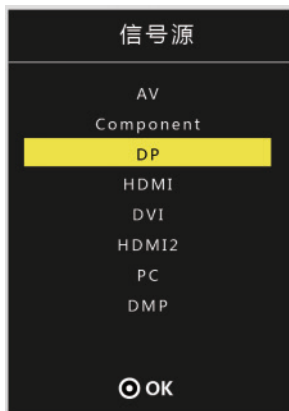 信号源
AV
Component
DP
HDMI
DVI
HDMI2
PC
DMP
OK